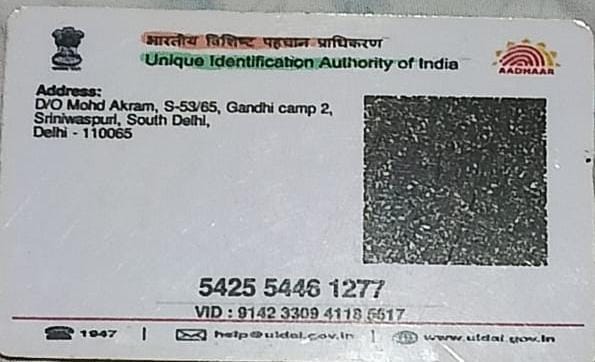 भारतीय विशिष्ट पहचान प्राधिकरण
Unique Identification Authority of India
AADHAAR
Address:
D/O Mohd Akram, S-53/65, Gandhi camp 2,
Sriniwaspuri, South Delhi,
Delhi - 110065
5425 5446 1277
VID : 9142 3309 4118
1947 | help@uidai.gov.in | www.uidai.gov.in